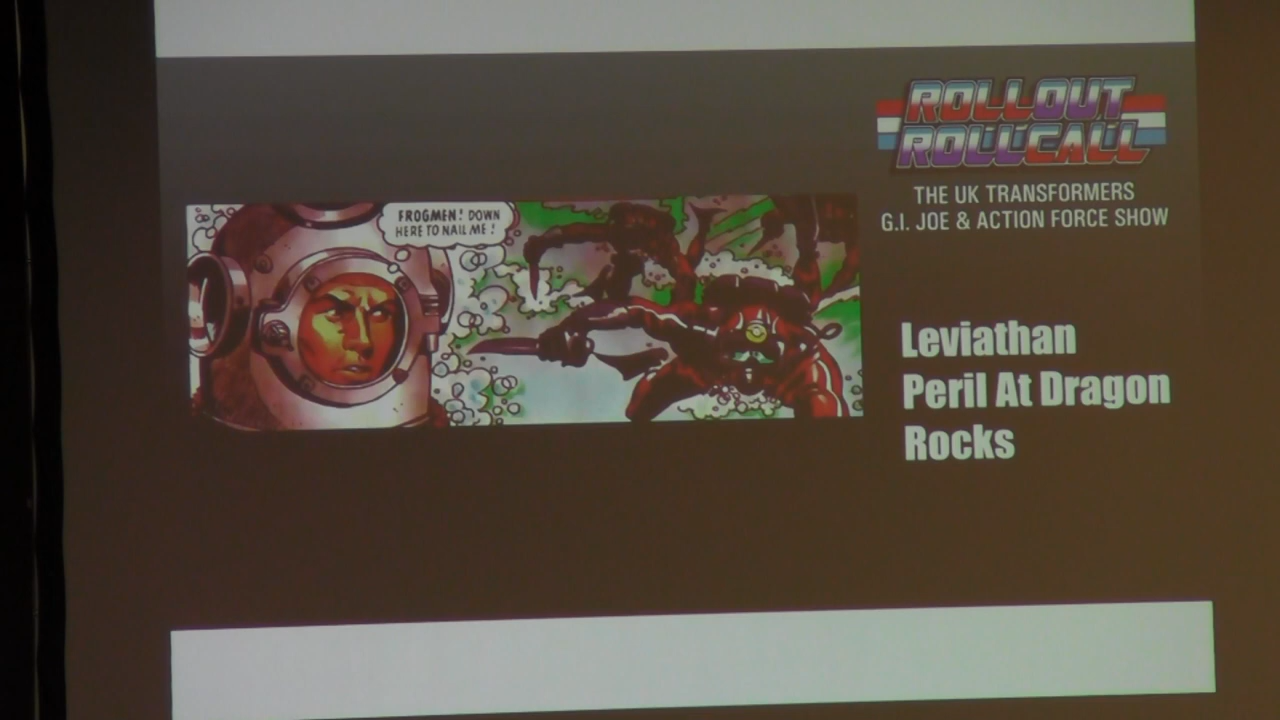 ROLLOUT
ROLLCALL
THE UK TRANSFORMERS
G.I. JOE & ACTION FORCE SHOW
FROGMEN! DOWN
HERE TO NAIL ME!
Leviathan
Peril At Dragon
Rocks